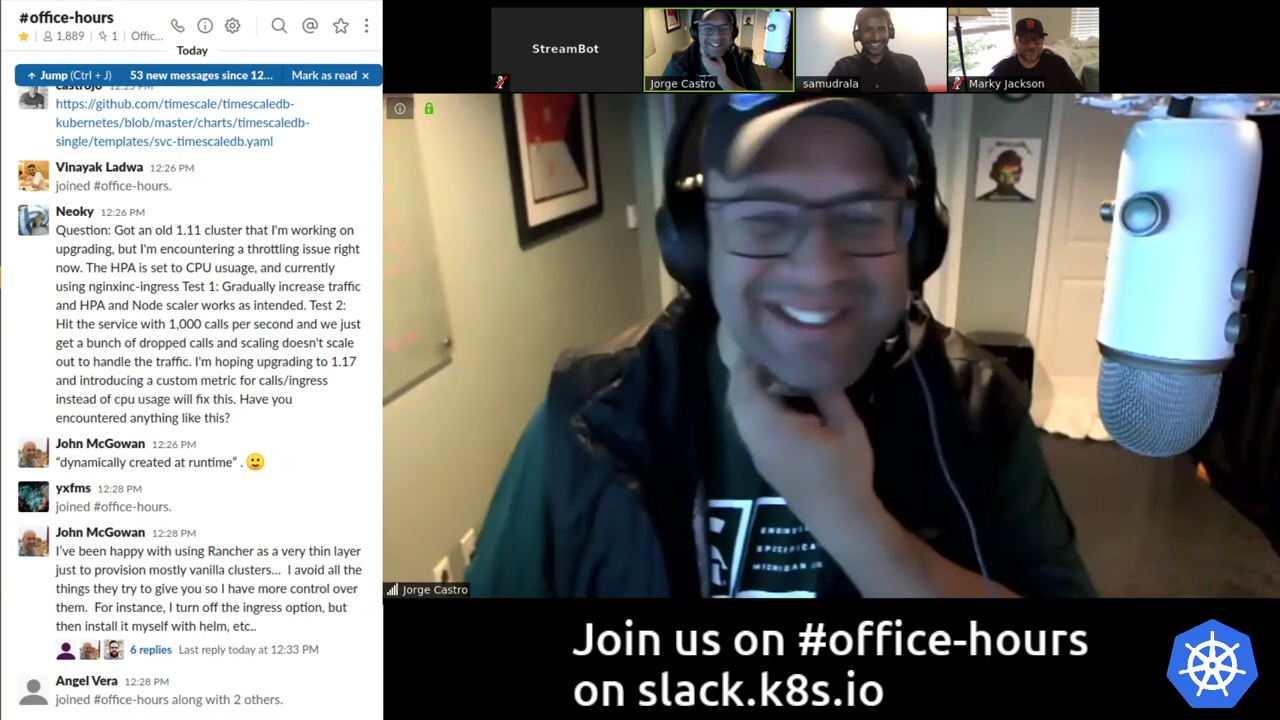 #office-hours
1,889
1
Offic...
Today
Jump (Ctrl + J)
53 new messages since 12...
Mark as read ×
castrojo 12:25 PM
https://github.com/timescale/timescaledb-
kubernetes/blob/master/charts/timescaledb-
single/templates/svc-timescaledb.yaml
Vinayak Ladwa 12:26 PM
joined #office-hours.
Neoky 12:26 PM
Question: Got an old 1.11 cluster that I'm working on
upgrading, but I'm encountering a throttling issue right
now. The HPA is set to CPU usuage, and currently
using nginxinc-ingress Test 1: Gradually increase traffic
and HPA and Node scaler works as intended. Test 2:
Hit the service with 1,000 calls per second and we just
get a bunch of dropped calls and scaling doesn't scale
out to handle the traffic. I'm hoping upgrading to 1.17
and introducing a custom metric for calls/ingress
instead of cpu usage will fix this. Have you
encountered anything like this?
John McGowan 12:26 PM
“dynamically created at runtime” .
yxfms 12:28 PM
joined #office-hours.
John McGowan 12:28 PM
I've been happy with using Rancher as a very thin layer
just to provision mostly vanilla clusters... I avoid all the
things they try to give you so I have more control over
them. For instance, I turn off the ingress option, but
then install it myself with helm, etc..
6 replies Last reply today at 12:33 PM
Angel Vera 12:28 PM
joined #office-hours along with 2 others.
StreamBot
Jorge Castro
samudrala
Marky Jackson
Jorge Castro
Join us on #office-hours
on slack.k8s.io